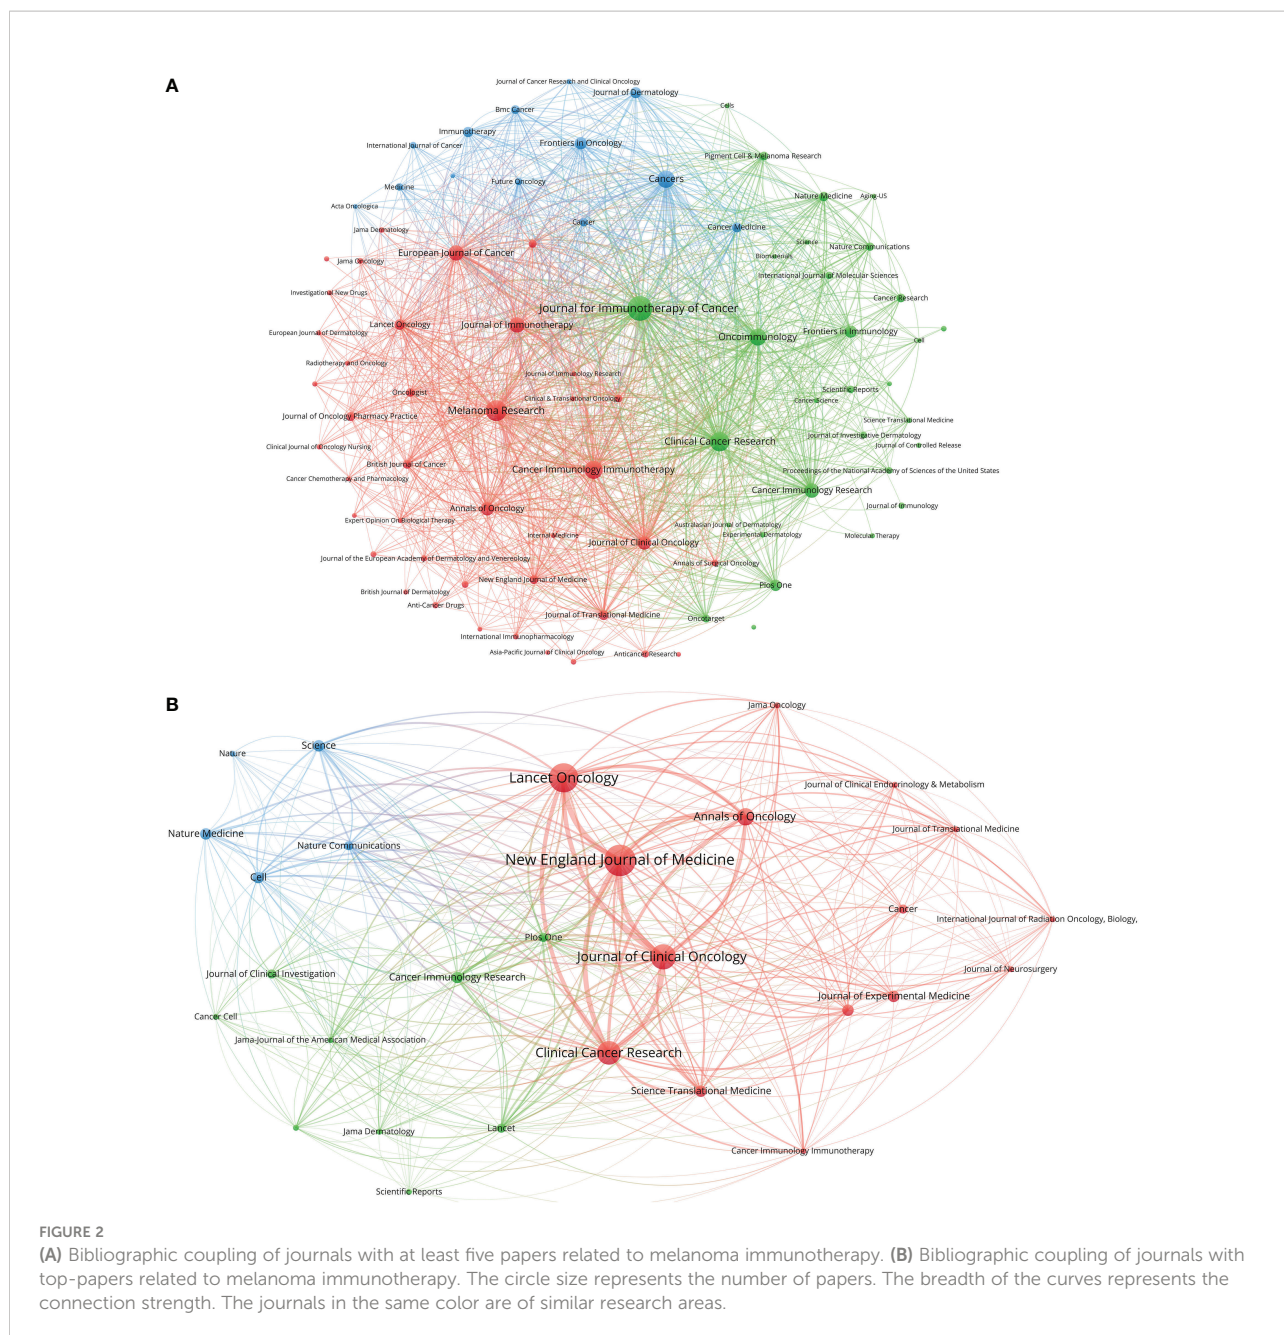 A
Journal of Cancer Research and Clinical Oncology
Journal of Dermatology
Cells
Bmc Cancer
Immunotherapy
International Journal of Cancer
Frontiers in Oncology
Pigment Cell & Melanoma Research
Future Oncology
Cancers
Medicine
Nature Medicine
Aging-US
Acta Oncologica
Cancer
Cancer Medicine
Jama Dermatology
Science
Nature Communications
European Journal of Cancer
Biomaterials
Jama Oncology
International Journal of Molecular Sciences
Investigational New Drugs
Cancer Research
Journal for Immunotherapy of Cancer
Lancet Oncology
Journal of Immunotherapy
European Journal of Dermatology
Oncoimmunology
Frontiers in Immunology
Cell
Radiotherapy and Oncology
Journal of Immunology Research
Oncologist
Clinical & Translational Oncology
Scientific Reports
Cancer Science
Melanoma Research
Journal of Oncology Pharmacy Practice
Science Translational Medicine
Journal of Investigative Dermatology
Clinical Journal of Oncology Nursing
Clinical Cancer Research
Journal of Controlled Release
British Journal of Cancer
Cancer Immunology Immunotherapy
Proceedings of the National Academy of Sciences of the United States
Cancer Chemotherapy and Pharmacology
Cancer Immunology Research
Annals of Oncology
Journal of Immunology
Expert Opinion On Biological Therapy
Australasian Journal of Dermatology
Internal Medicine
Experimental Dermatology
Molecular Therapy
Journal of Clinical Oncology
Journal of the European Academy of Dermatology and Venereology
Annals of Surgical Oncology
New England Journal of Medicine
Plos One
British Journal of Dermatology
Anti-Cancer Drugs
Journal of Translational Medicine
Oncotarget
International Immunopharmacology
Asia-Pacific Journal of Clinical Oncology
Anticancer Research
B
Jama Oncology
Science
Nature
Lancet Oncology
Journal of Clinical Endocrinology & Metabolism
Annals of Oncology
Journal of Translational Medicine
Nature Medicine
Nature Communications
New England Journal of Medicine
Cell
Cancer
International Journal of Radiation Oncology, Biology,
Plos One
Journal of Clinical Oncology
Journal of Clinical Investigation
Cancer Immunology Research
Journal of Neurosurgery
Journal of Experimental Medicine
Cancer Cell
Jama-Journal of the American Medical Association
Clinical Cancer Research
Science Translational Medicine
Jama Dermatology
Lancet
Cancer Immunology Immunotherapy
Scientific Reports
FIGURE 2
(A) Bibliographic coupling of journals with at least five papers related to melanoma immunotherapy. (B) Bibliographic coupling of journals with
top-papers related to melanoma immunotherapy. The circle size represents the number of papers. The breadth of the curves represents the
connection strength. The journals in the same color are of similar research areas.